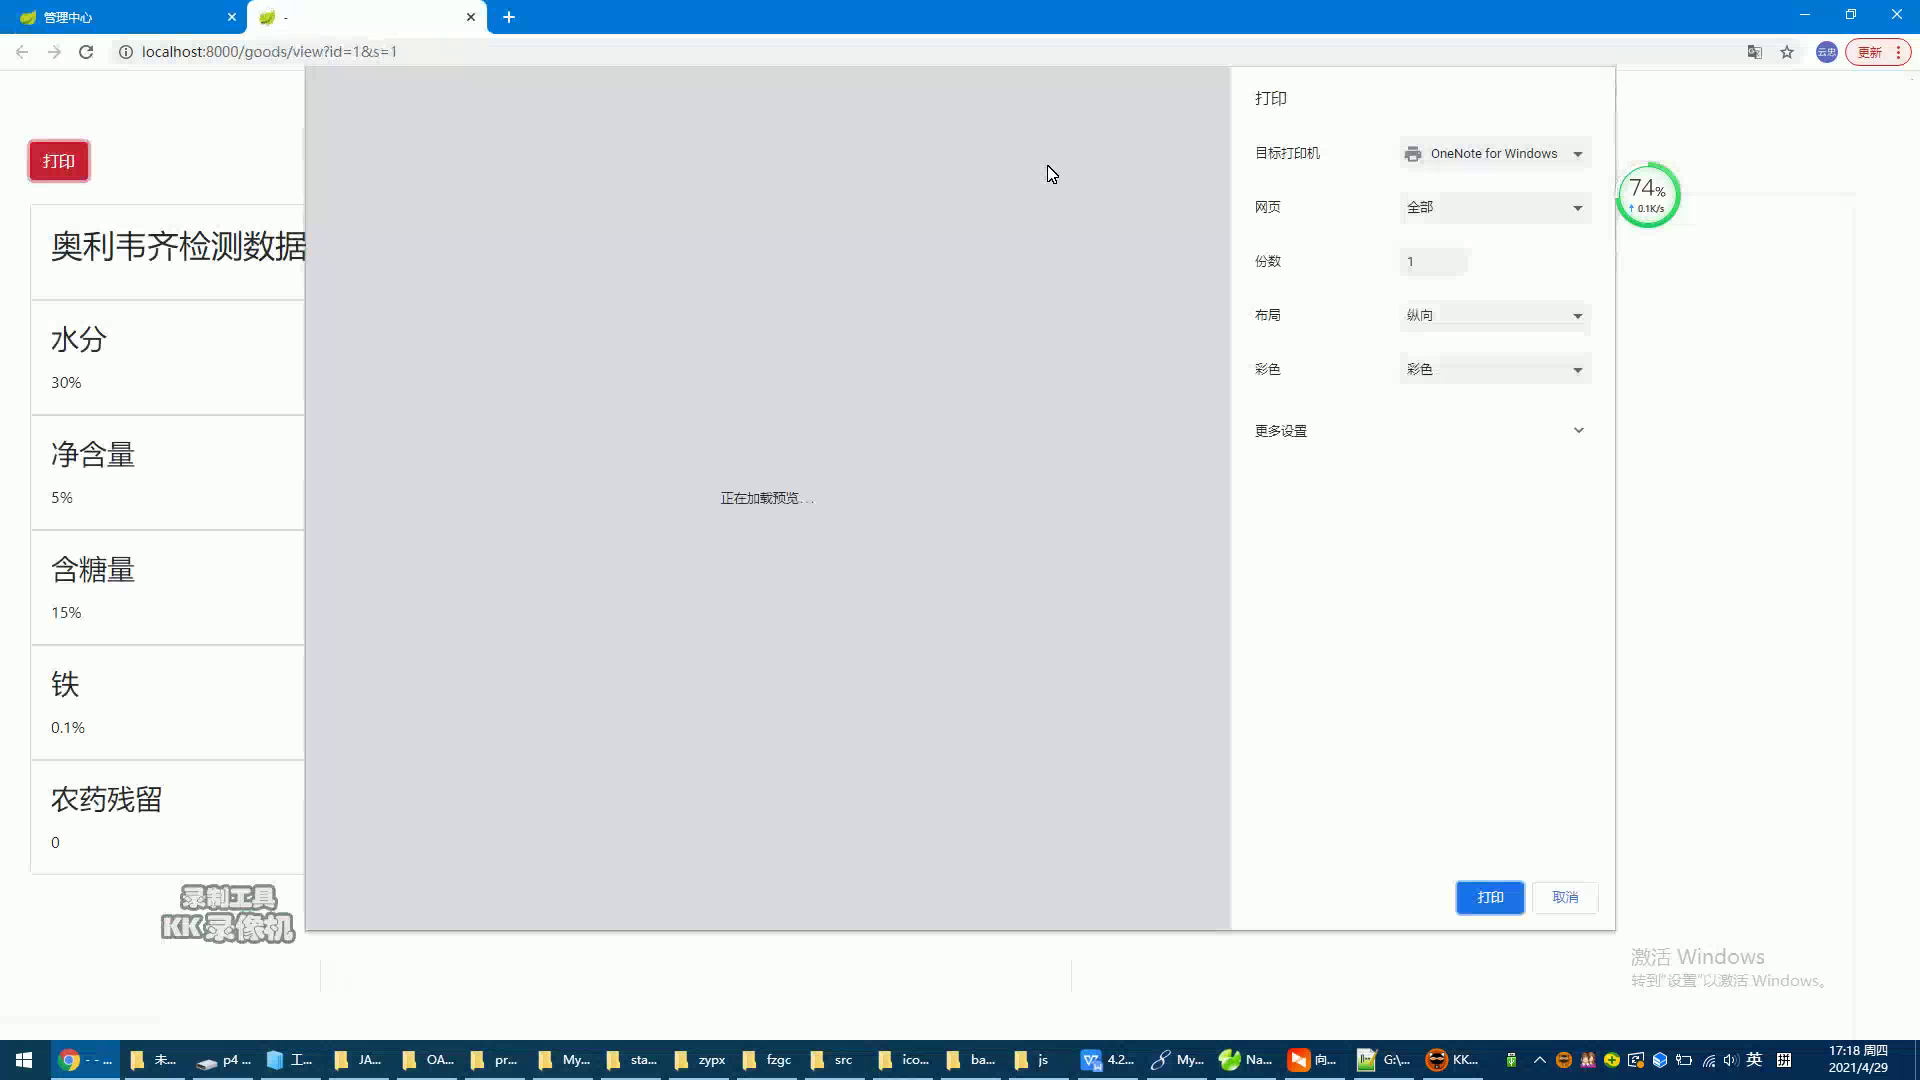 管理中心
-
localhost:8000/goods/view?id=1&s=1
云忠
更新
打印
奥利韦齐检测数据
水分
30%
净含量
5%
含糖量
15%
铁
0.1%
农药残留
0
录制工具
KK录像机
正在加载预览...
打印
目标打印机
OneNote for Windows
网页
全部
份数
1
布局
纵向
彩色
彩色
更多设置
打印
取消
74%
0.1K/s
激活 Windows
转到"设置"以激活 Windows。
- - ...
未...
p4 ...
工...
JA...
OA...
pr...
My...
sta...
zypx
fzgc
src
ico...
ba...
js
4.2...
My...
Na...
向...
G:\...
KK...
英
拼
17:18 周四
2021/4/29